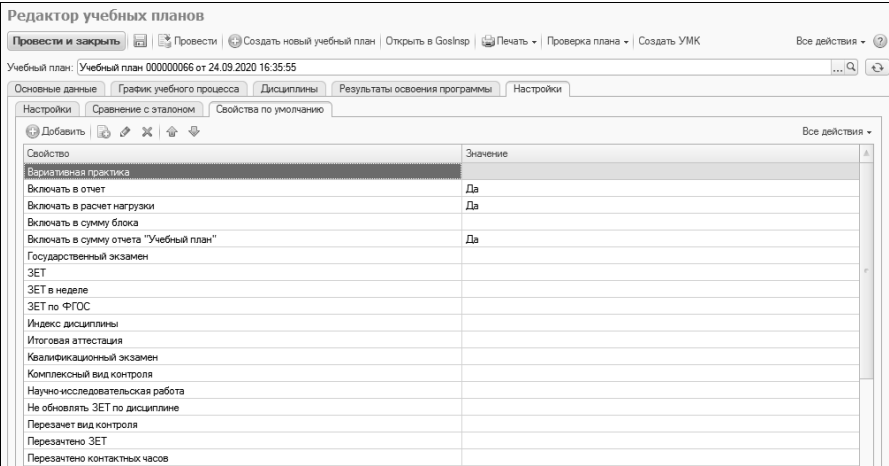 Редактор учебных планов
Провести и закрыть Провести Создать новый учебный план Открыть в GosInsp Печать Проверка плана Создать УМК Все действия
Учебный план: Учебный план 000000066 от 24.09.2020 16:35:55 ...
Основные данные График учебного процесса Дисциплины Результаты освоения программы Настройки
Настройки Сравнение с эталоном Свойства по умолчанию
Добавить Все действия
Свойство Значение
Вариативная практика
Включать в отчет Да
Включать в расчет нагрузки Да
Включать в сумму блока
Включать в сумму отчета "Учебный план" Да
Государственный экзамен
ЗЕТ
ЗЕТ в неделе
ЗЕТ по ФГОС
Индекс дисциплины
Итоговая аттестация
Квалификационный экзамен
Комплексный вид контроля
Научно-исследовательская работа
Не обновлять ЗЕТ по дисциплине
Перезачет вид контроля
Перезачтено ЗЕТ
Перезачтено контактных часов